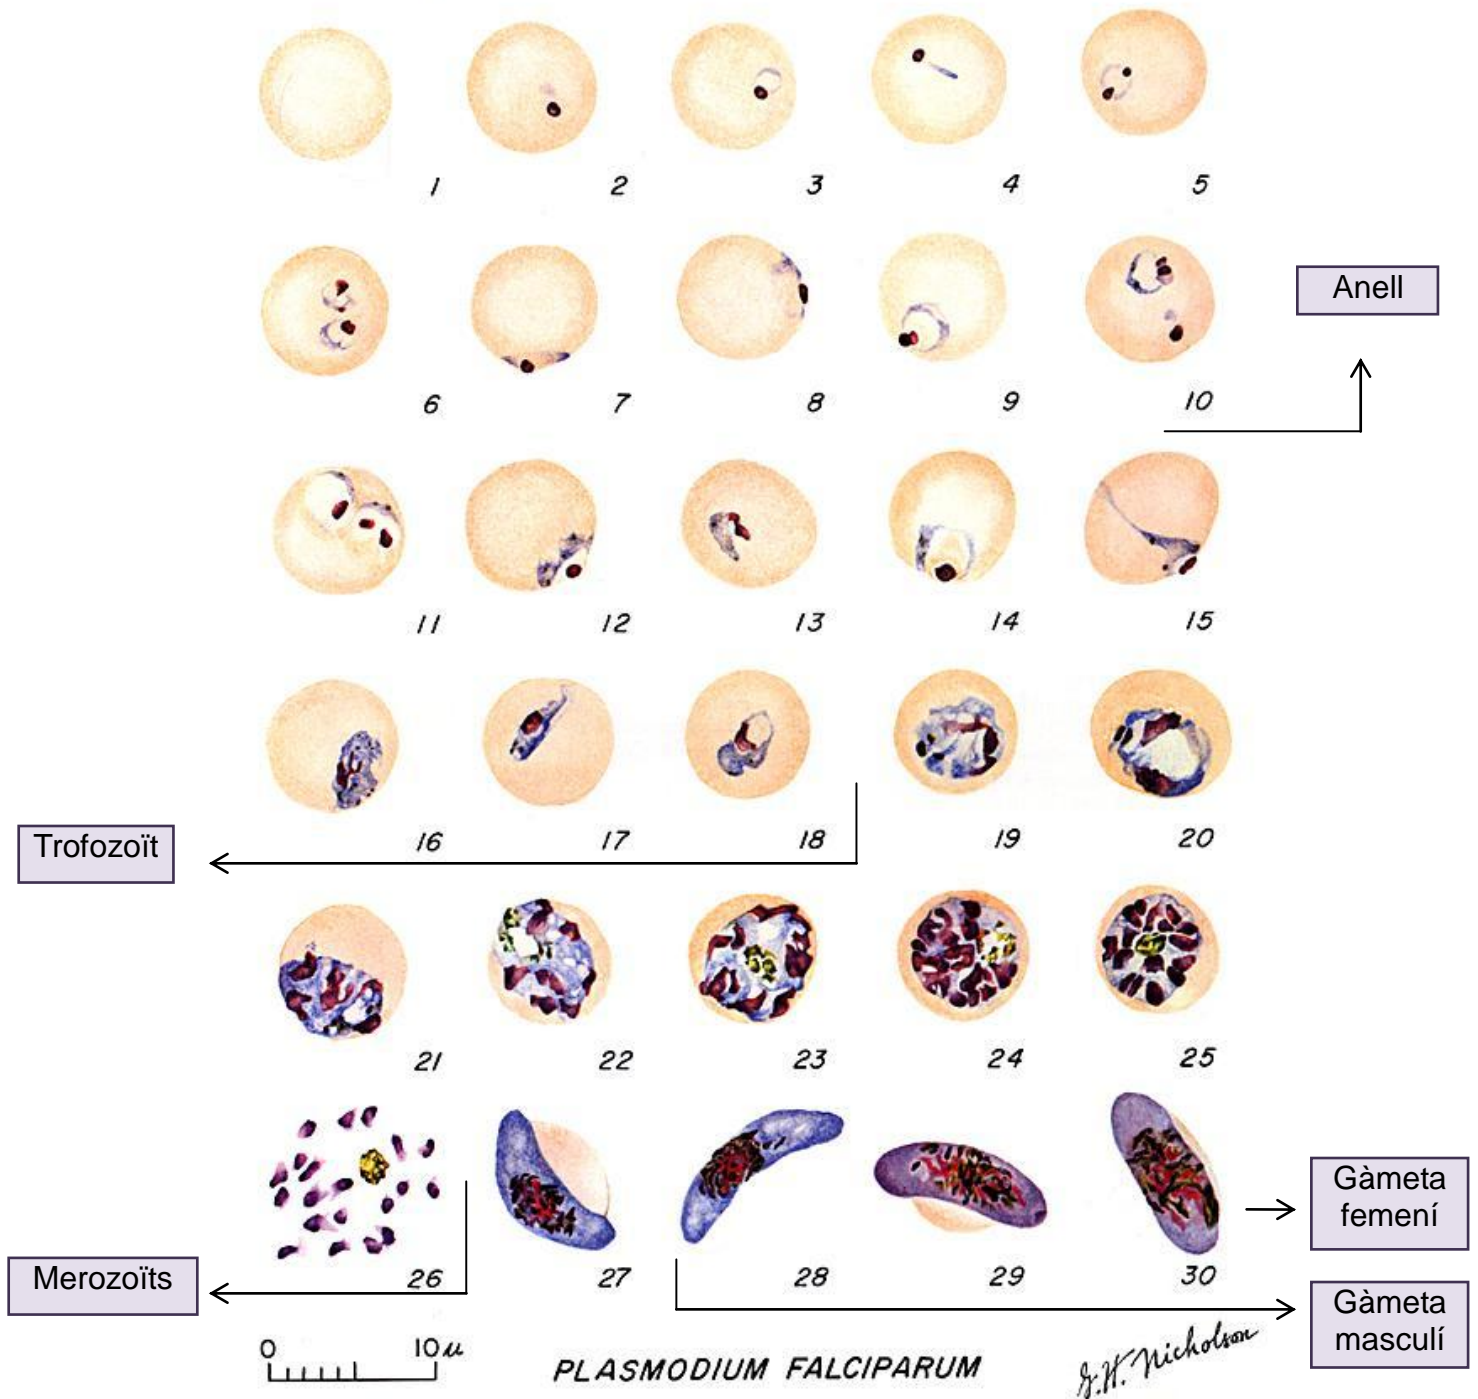 1 2 3 4 5
Anell
6 7 8 9 10
11 12 13 14 15
16 17 18 19 20
Trofozoït
21 22 23 24 25
Gàmeta
femení
Merozoïts
26 27 28 29 30
Gàmeta
masculí
0 10 µ
PLASMODIUM FALCIPARUM
G.H. Nicholson